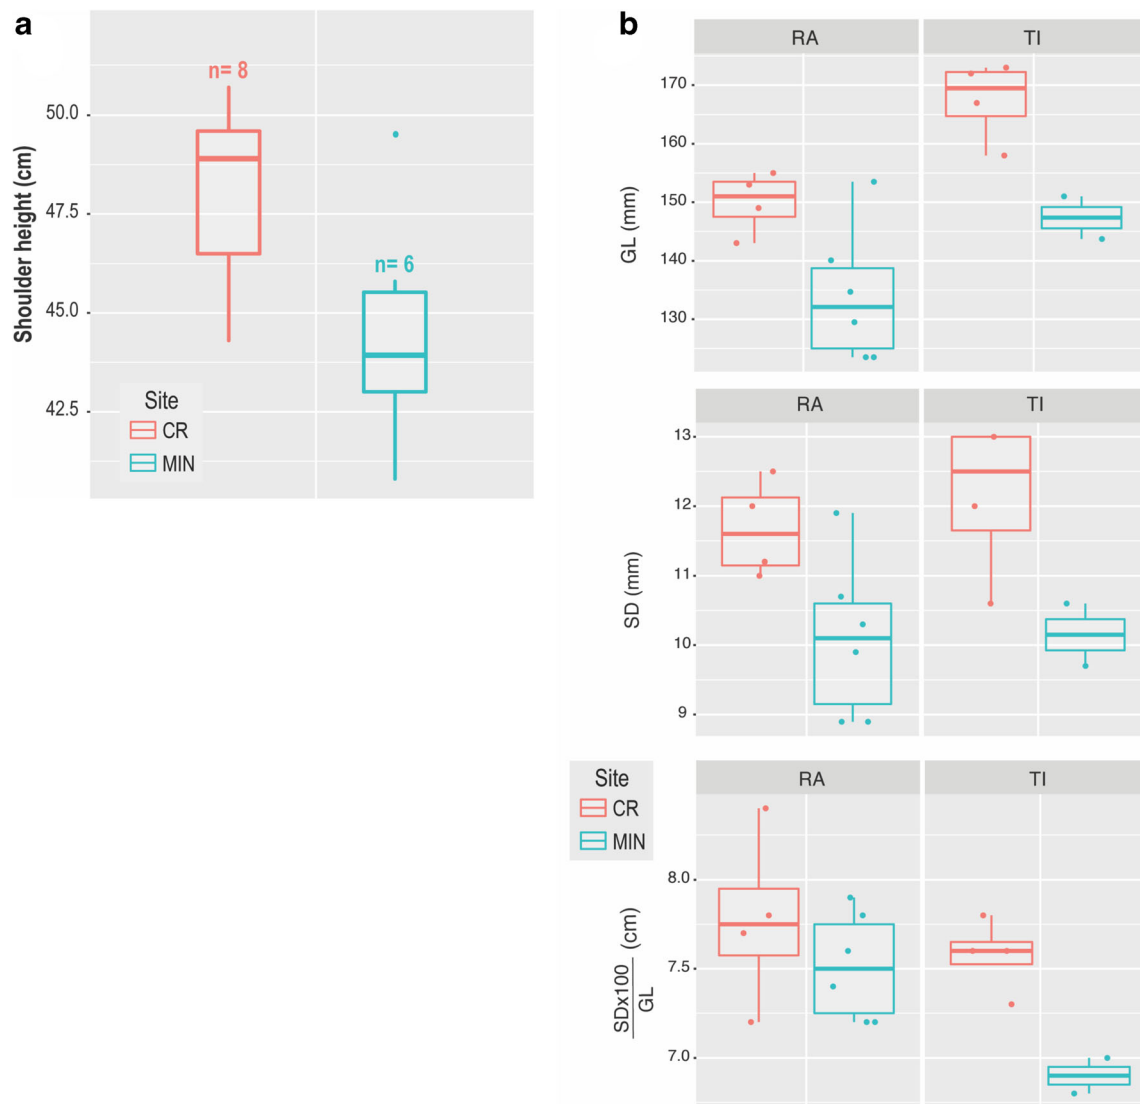 a
n= 8
n= 6
Shoulder height (cm)
50.0
47.5
45.0
42.5
Site
CR
MIN
b
RA TI
GL (mm)
170
160
150
140
130
RA TI
SD (mm)
13
12
11
10
9
Site
CR
MIN
RA TI
SDx100
GL
(cm)
8.0
7.5
7.0